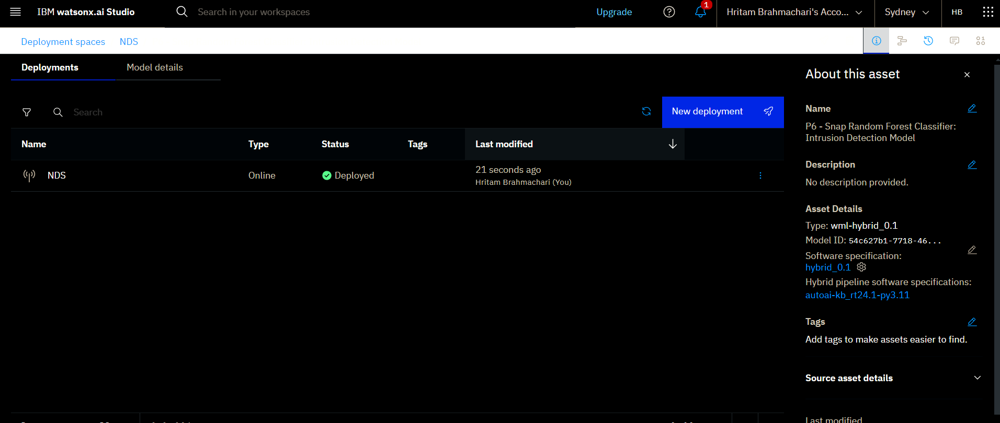 IBM watsonx.ai Studio
Search in your workspaces
Upgrade
1
Hritam Brahmachari's Acco...
Sydney
HB
Deployment spaces
NDS
Deployments
Model details
Search
New deployment
Name
Type
Status
Tags
Last modified
NDS
Online
Deployed
21 seconds ago
Hritam Brahmachari (You)
About this asset
Name
P6 - Snap Random Forest Classifier:
Intrusion Detection Model
Description
No description provided.
Asset Details
Type: wml-hybrid_0.1
Model ID: 54c627b1-7718-46...
Software specification:
hybrid_0.1
Hybrid pipeline software specifications:
autoai-kb_rt24.1-py3.11
Tags
Add tags to make assets easier to find.
Source asset details
Last modified